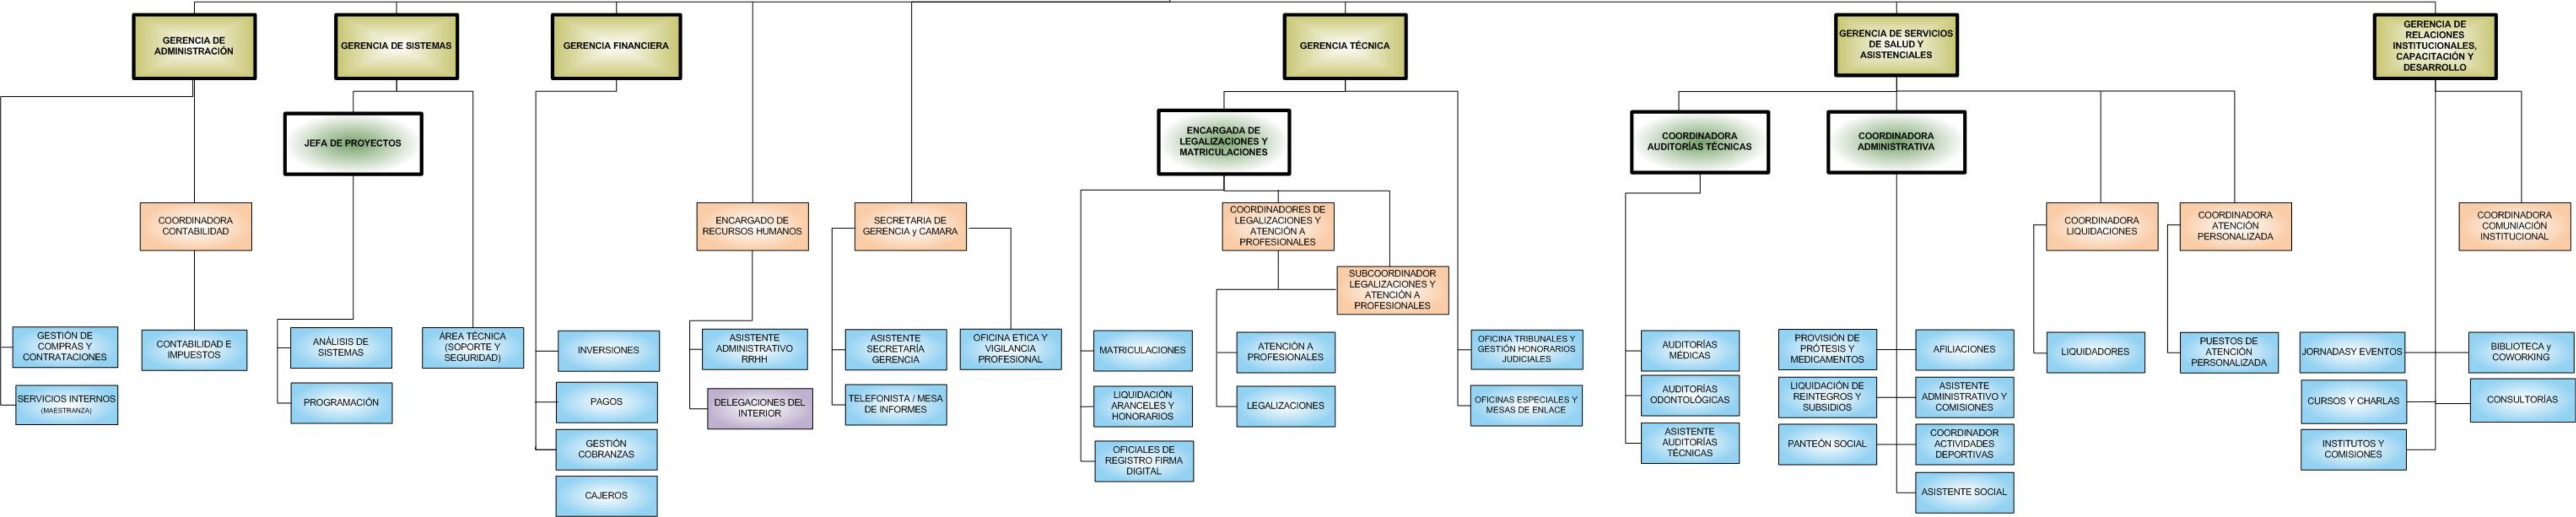 GERENCIA DE
ADMINISTRACIÓN
GERENCIA DE SISTEMAS
GERENCIA FINANCIERA
GERENCIA TÉCNICA
GERENCIA DE SERVICIOS
DE SALUD Y
ASISTENCIALES
GERENCIA DE
RELACIONES
INSTITUCIONALES,
CAPACITACIÓN Y
DESARROLLO
JEFA DE PROYECTOS
ENCARGADA DE
LEGALIZACIONES Y
MATRICULACIONES
COORDINADORA
AUDITORÍAS TÉCNICAS
COORDINADORA
ADMINISTRATIVA
COORDINADORA
CONTABILIDAD
ENCARGADO DE
RECURSOS HUMANOS
SECRETARIA DE
GERENCIA y CAMARA
COORDINADORES DE
LEGALIZACIONES Y
ATENCIÓN A
PROFESIONALES
SUBCOORDINADOR
LEGALIZACIONES Y
ATENCIÓN A
PROFESIONALES
COORDINADORA
LIQUIDACIONES
COORDINADORA
ATENCIÓN
PERSONALIZADA
COORDINADORA
COMUNIACIÓN
INSTITUCIONAL
GESTIÓN DE
COMPRAS Y
CONTRATACIONES
SERVICIOS INTERNOS
(MAESTRANZA)
CONTABILIDAD E
IMPUESTOS
ANÁLISIS DE
SISTEMAS
PROGRAMACIÓN
ÁREA TÉCNICA
(SOPORTE Y
SEGURIDAD)
INVERSIONES
PAGOS
GESTIÓN
COBRANZAS
CAJEROS
ASISTENTE
ADMINISTRATIVO
RRHH
DELEGACIONES DEL
INTERIOR
ASISTENTE
SECRETARÍA
GERENCIA
TELEFONISTA / MESA
DE INFORMES
OFICINA ETICA Y
VIGILANCIA
PROFESIONAL
MATRICULACIONES
LIQUIDACIÓN
ARANCELES Y
HONORARIOS
OFICIALES DE
REGISTRO FIRMA
DIGITAL
ATENCIÓN A
PROFESIONALES
LEGALIZACIONES
OFICINA TRIBUNALES Y
GESTIÓN HONORARIOS
JUDICIALES
OFICINAS ESPECIALES Y
MESAS DE ENLACE
AUDITORÍAS
MÉDICAS
AUDITORÍAS
ODONTOLÓGICAS
ASISTENTE
AUDITORÍAS
TÉCNICAS
PROVISIÓN DE
PRÓTESIS Y
MEDICAMENTOS
LIQUIDACIÓN DE
REINTEGROS Y
SUBSIDIOS
PANTEÓN SOCIAL
AFILIACIONES
ASISTENTE
ADMINISTRATIVO Y
COMISIONES
COORDINADOR
ACTIVIDADES
DEPORTIVAS
ASISTENTE SOCIAL
LIQUIDADORES
PUESTOS DE
ATENCIÓN
PERSONALIZADA
JORNADASY EVENTOS
CURSOS Y CHARLAS
INSTITUTOS Y
COMISIONES
BIBLIOTECA y
COWORKING
CONSULTORÍAS